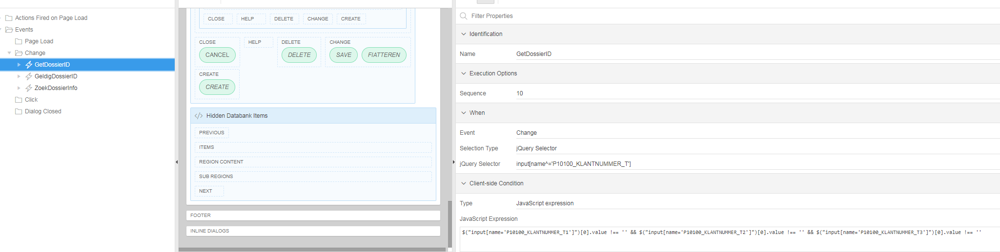 Actions Fired on Page Load
Events
Page Load
Change
GetDossierID
GeldigDossierID
ZoekDossierInfo
Click
Dialog Closed
CLOSE HELP DELETE CHANGE CREATE
CLOSE HELP DELETE CHANGE
CANCEL DELETE SAVE FIATTEREN
CREATE
CREATE
Hidden Databank Items
PREVIOUS
ITEMS
REGION CONTENT
SUB REGIONS
NEXT
FOOTER
INLINE DIALOGS
Filter Properties
Identification
Name GetDossierID
Execution Options
Sequence 10
When
Event Change
Selection Type jQuery Selector
jQuery Selector input[name^='P10100_KLANTNUMMER_T']
Client-side Condition
Type JavaScript expression
JavaScript Expression
$("input[name='P10100_KLANTNUMMER_T1']")[0].value !== '' && $("input[name='P10100_KLANTNUMMER_T2']")[0].value !== '' && $("input[name='P10100_KLANTNUMMER_T3']")[0].value !== ''